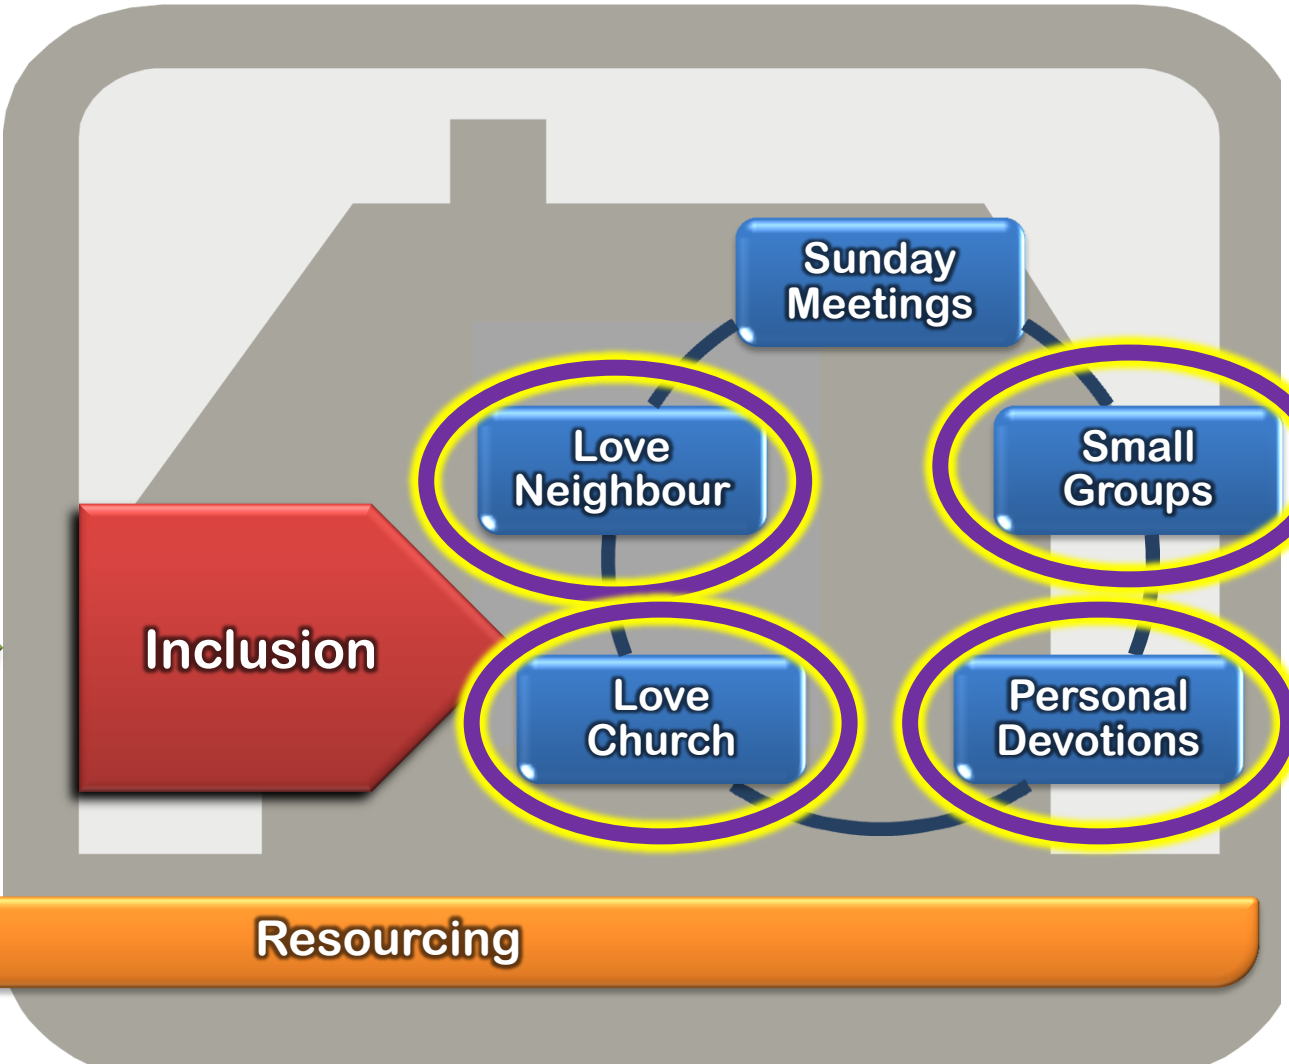 Sunday
Meetings
Love
Neighbour
Small
Groups
Inclusion
Love
Church
Personal
Devotions
Resourcing